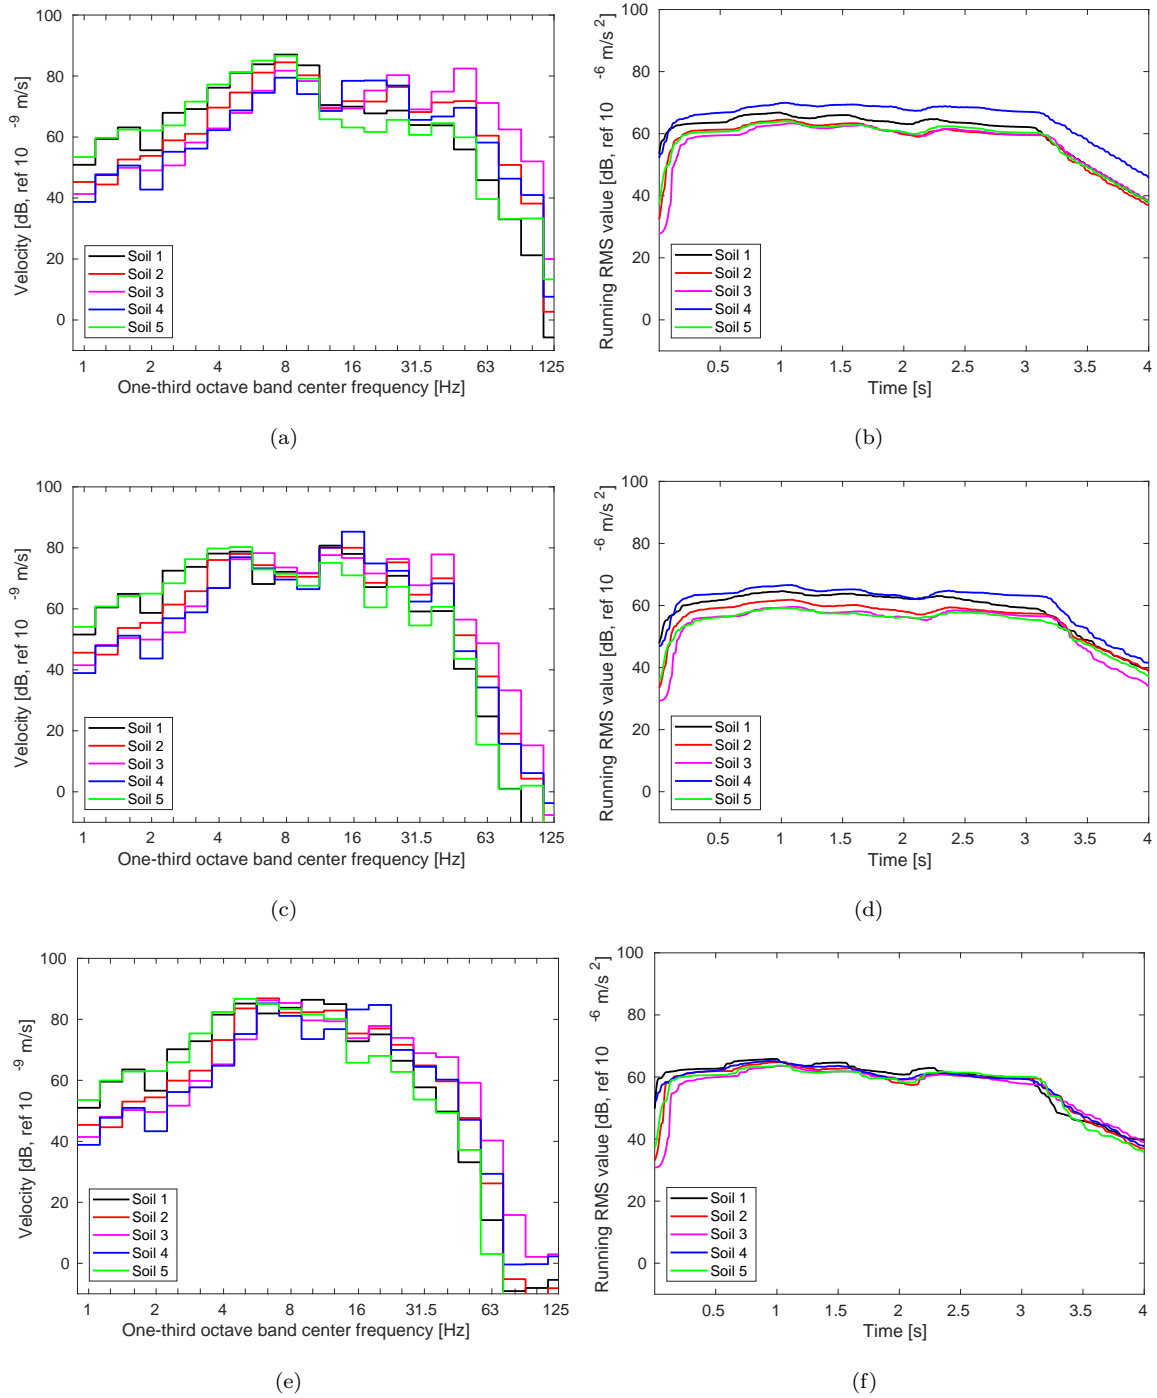 100
80
60
40
20
0
Velocity [dB, ref 10 -9 m/s]
Soil 1
Soil 2
Soil 3
Soil 4
Soil 5
1 2 4 8 16 31.5 63 125
One-third octave band center frequency [Hz]
(a)
100
80
60
40
20
0
Running RMS value [dB, ref 10 -6 m/s 2]
Soil 1
Soil 2
Soil 3
Soil 4
Soil 5
0.5 1 1.5 2 2.5 3 3.5 4
Time [s]
(b)
100
80
60
40
20
0
Velocity [dB, ref 10 -9 m/s]
Soil 1
Soil 2
Soil 3
Soil 4
Soil 5
1 2 4 8 16 31.5 63 125
One-third octave band center frequency [Hz]
(c)
100
80
60
40
20
0
Running RMS value [dB, ref 10 -6 m/s 2]
Soil 1
Soil 2
Soil 3
Soil 4
Soil 5
0.5 1 1.5 2 2.5 3 3.5 4
Time [s]
(d)
100
80
60
40
20
0
Velocity [dB, ref 10 -9 m/s]
Soil 1
Soil 2
Soil 3
Soil 4
Soil 5
1 2 4 8 16 31.5 63 125
One-third octave band center frequency [Hz]
(e)
100
80
60
40
20
0
Running RMS value [dB, ref 10 -6 m/s 2]
Soil 1
Soil 2
Soil 3
Soil 4
Soil 5
0.5 1 1.5 2 2.5 3 3.5 4
Time [s]
(f)